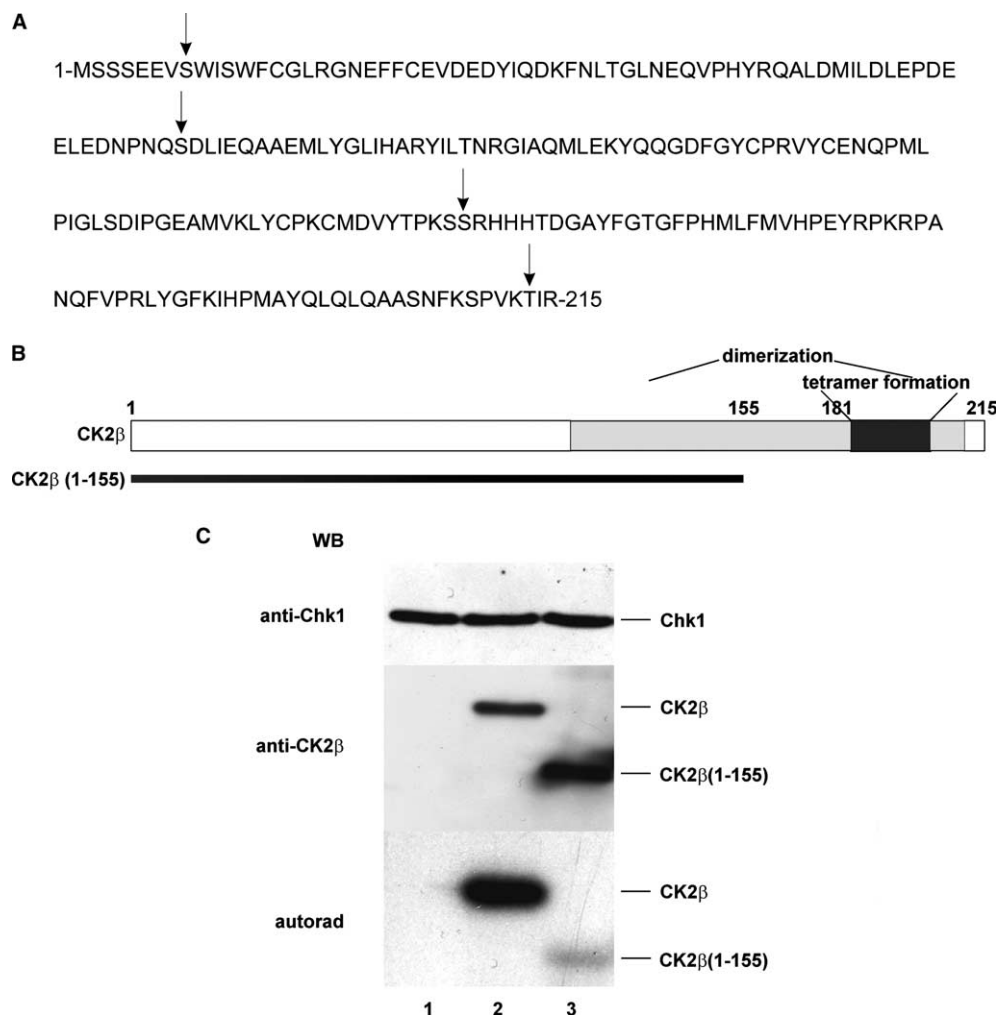 A
1-MSSSEEVSWISWFCGLRGNEFFCEVDEDYIQDKFNLTGLNEQVPHYRQALDMILDLEPDE
ELEDNPNQSDLIEQAAEMLYGLIHARYILTNRGIAQMLEKYQQGDFGYCPRVYCENQPML
PIGLSDIPGEAMVKLYCPKCMDVYTPKSSRHHHTDGAYFGTGFPHMLFMVHPEYRPKRPA
NQFVPRLYGFKIHPMAYQLQLQAASNFKSPVKTIR-215
B
dimerization
tetramer formation
1 155 181 215
CK2β
CK2β (1-155)
C WB
anti-Chk1 Chk1
CK2β
anti-CK2β
CK2β(1-155)
CK2β
autorad
CK2β(1-155)
1 2 3